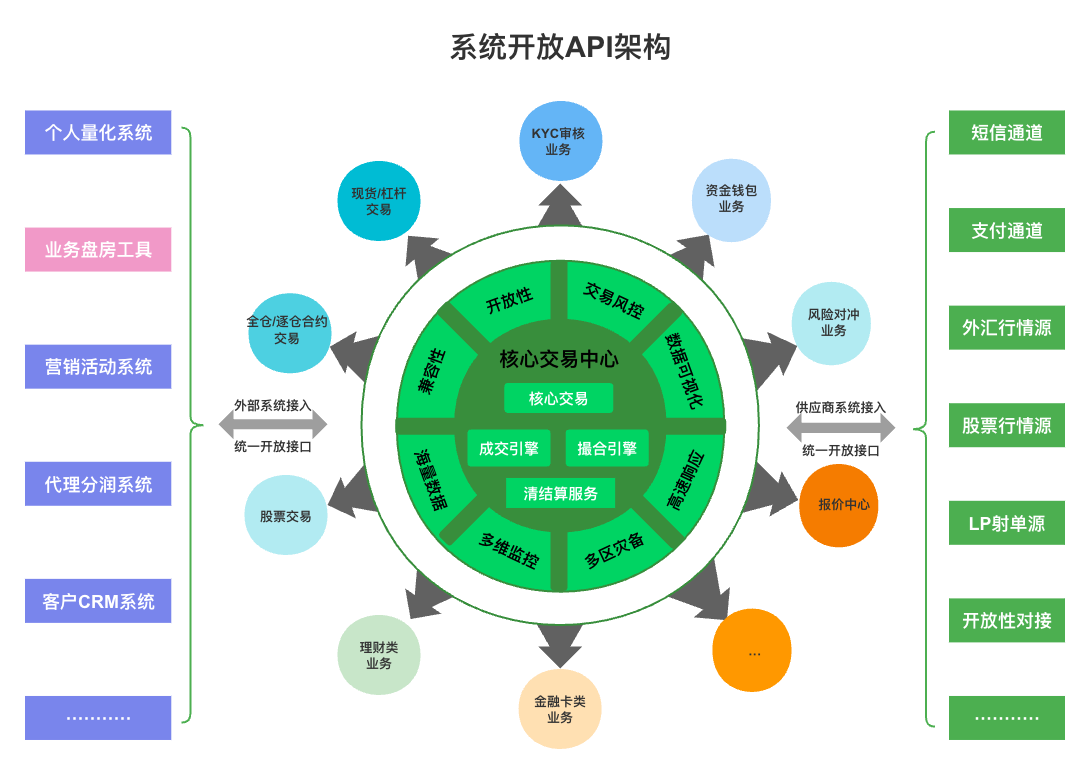 系统开放API架构
个人量化系统
业务盘房工具
营销活动系统
代理分润系统
客户CRM系统
...........
外部系统接入
统一开放接口
KYC审核
业务
现货/杠杆
交易
资金钱包
业务
全仓/逐仓合约
交易
风险对冲
业务
股票交易
报价中心
理财类
业务
金融卡类
业务
...
开放性
交易风控
兼容性
数据可视化
海量数据
高速响应
多维监控
多区灾备
核心交易中心
核心交易
成交引擎
撮合引擎
清结算服务
供应商系统接入
统一开放接口
短信通道
支付通道
外汇行情源
股票行情源
LP射单源
开放性对接
...........